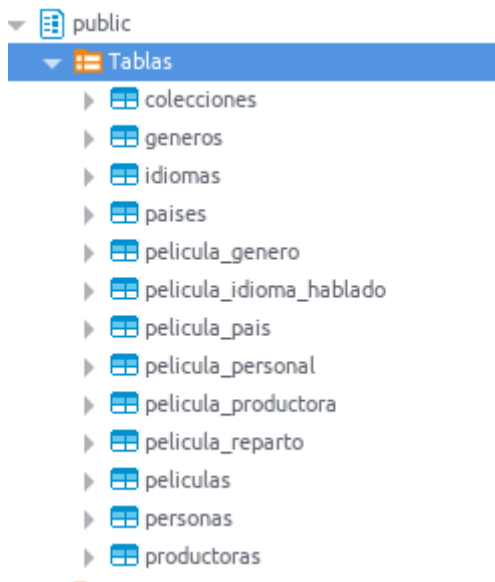 public
Tablas
colecciones
generos
idiomas
paises
pelicula_genero
pelicula_idioma_hablado
pelicula_pais
pelicula_personal
pelicula_productora
pelicula_reparto
peliculas
personas
productoras